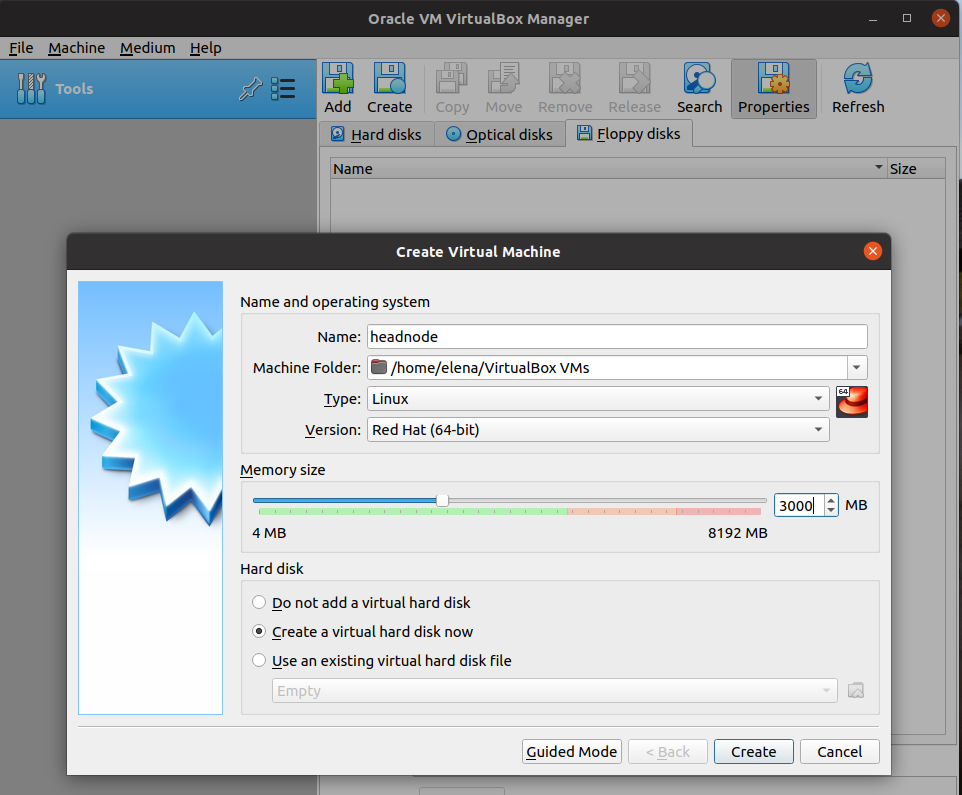 Oracle VM VirtualBox Manager
File Machine Medium Help
Tools
Add Create Copy Move Remove Release Search Properties Refresh
Hard disks Optical disks Floppy disks
Name Size
Create Virtual Machine
Name and operating system
Name: headnode
Machine Folder: /home/elena/VirtualBox VMs
Type: Linux
64
Version: Red Hat (64-bit)
Memory size
3000 MB
4 MB 8192 MB
Hard disk
Do not add a virtual hard disk
Create a virtual hard disk now
Use an existing virtual hard disk file
Empty
Guided Mode < Back Create Cancel